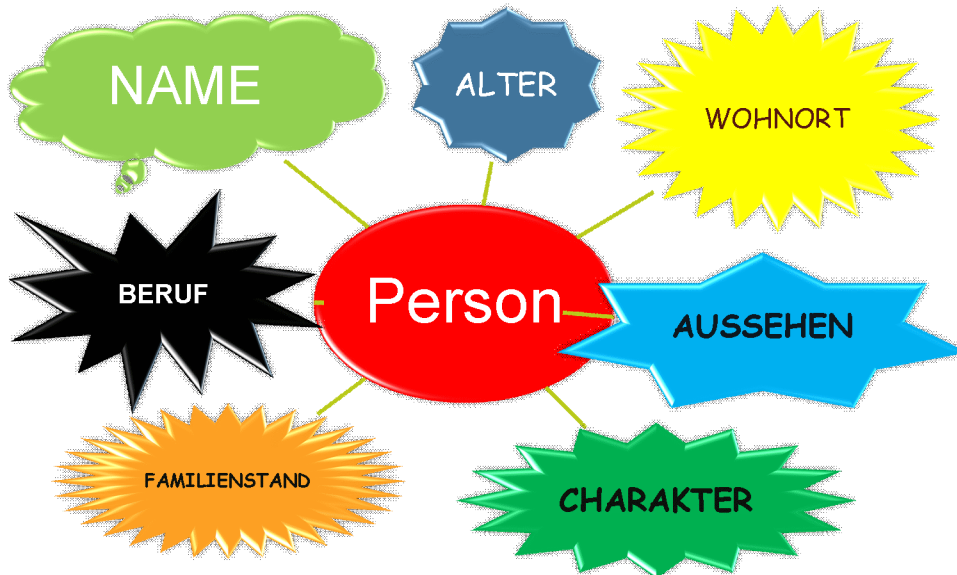 NAME
ALTER
WOHNORT
BERUF
Person
AUSSEHEN
FAMILIENSTAND
CHARAKTER